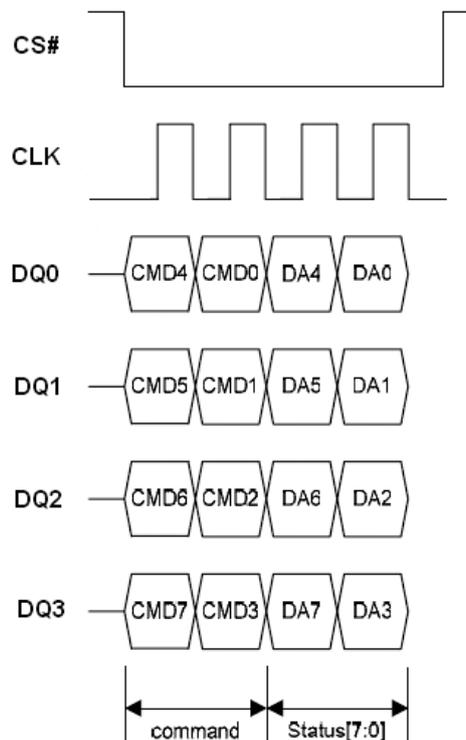 CS#
CLK
DQ0 CMD4 CMD0 DA4 DA0
DQ1 CMD5 CMD1 DA5 DA1
DQ2 CMD6 CMD2 DA6 DA2
DQ3 CMD7 CMD3 DA7 DA3
command Status[7:0]